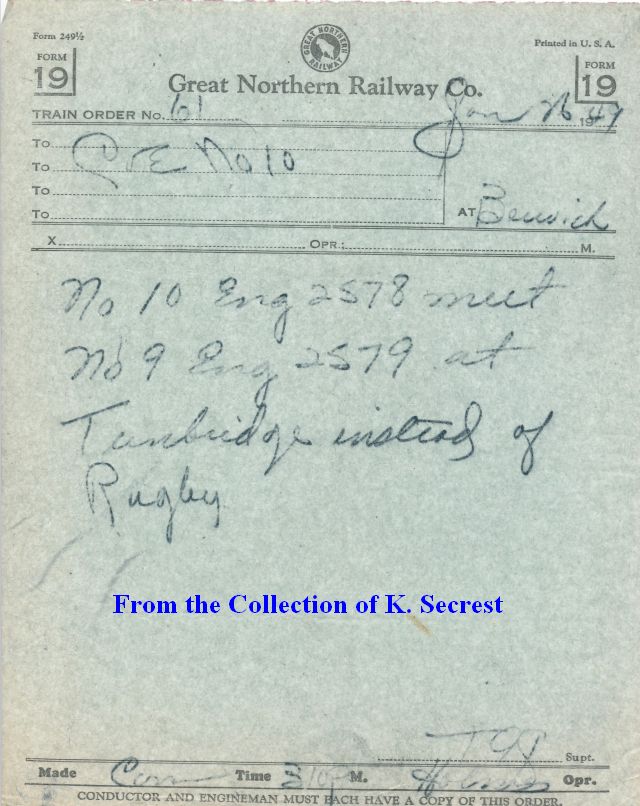 Form 249½
GREAT NORTHERN RAILWAY
Printed in U. S. A.
FORM 19
FORM 19
Great Northern Railway Co.
TRAIN ORDER No. 61
Jan 26 1947
To C&E No 10
To
To
To
AT Berwick
X OPR.: M.
No 10 Eng 2578 meet
No 9 Eng 2579 at
Tunbridge instead of
Rugby
From the Collection of K. Secrest
Supt.
Made Com Time 310P M. Opr.
CONDUCTOR AND ENGINEMAN MUST EACH HAVE A COPY OF THIS ORDER.